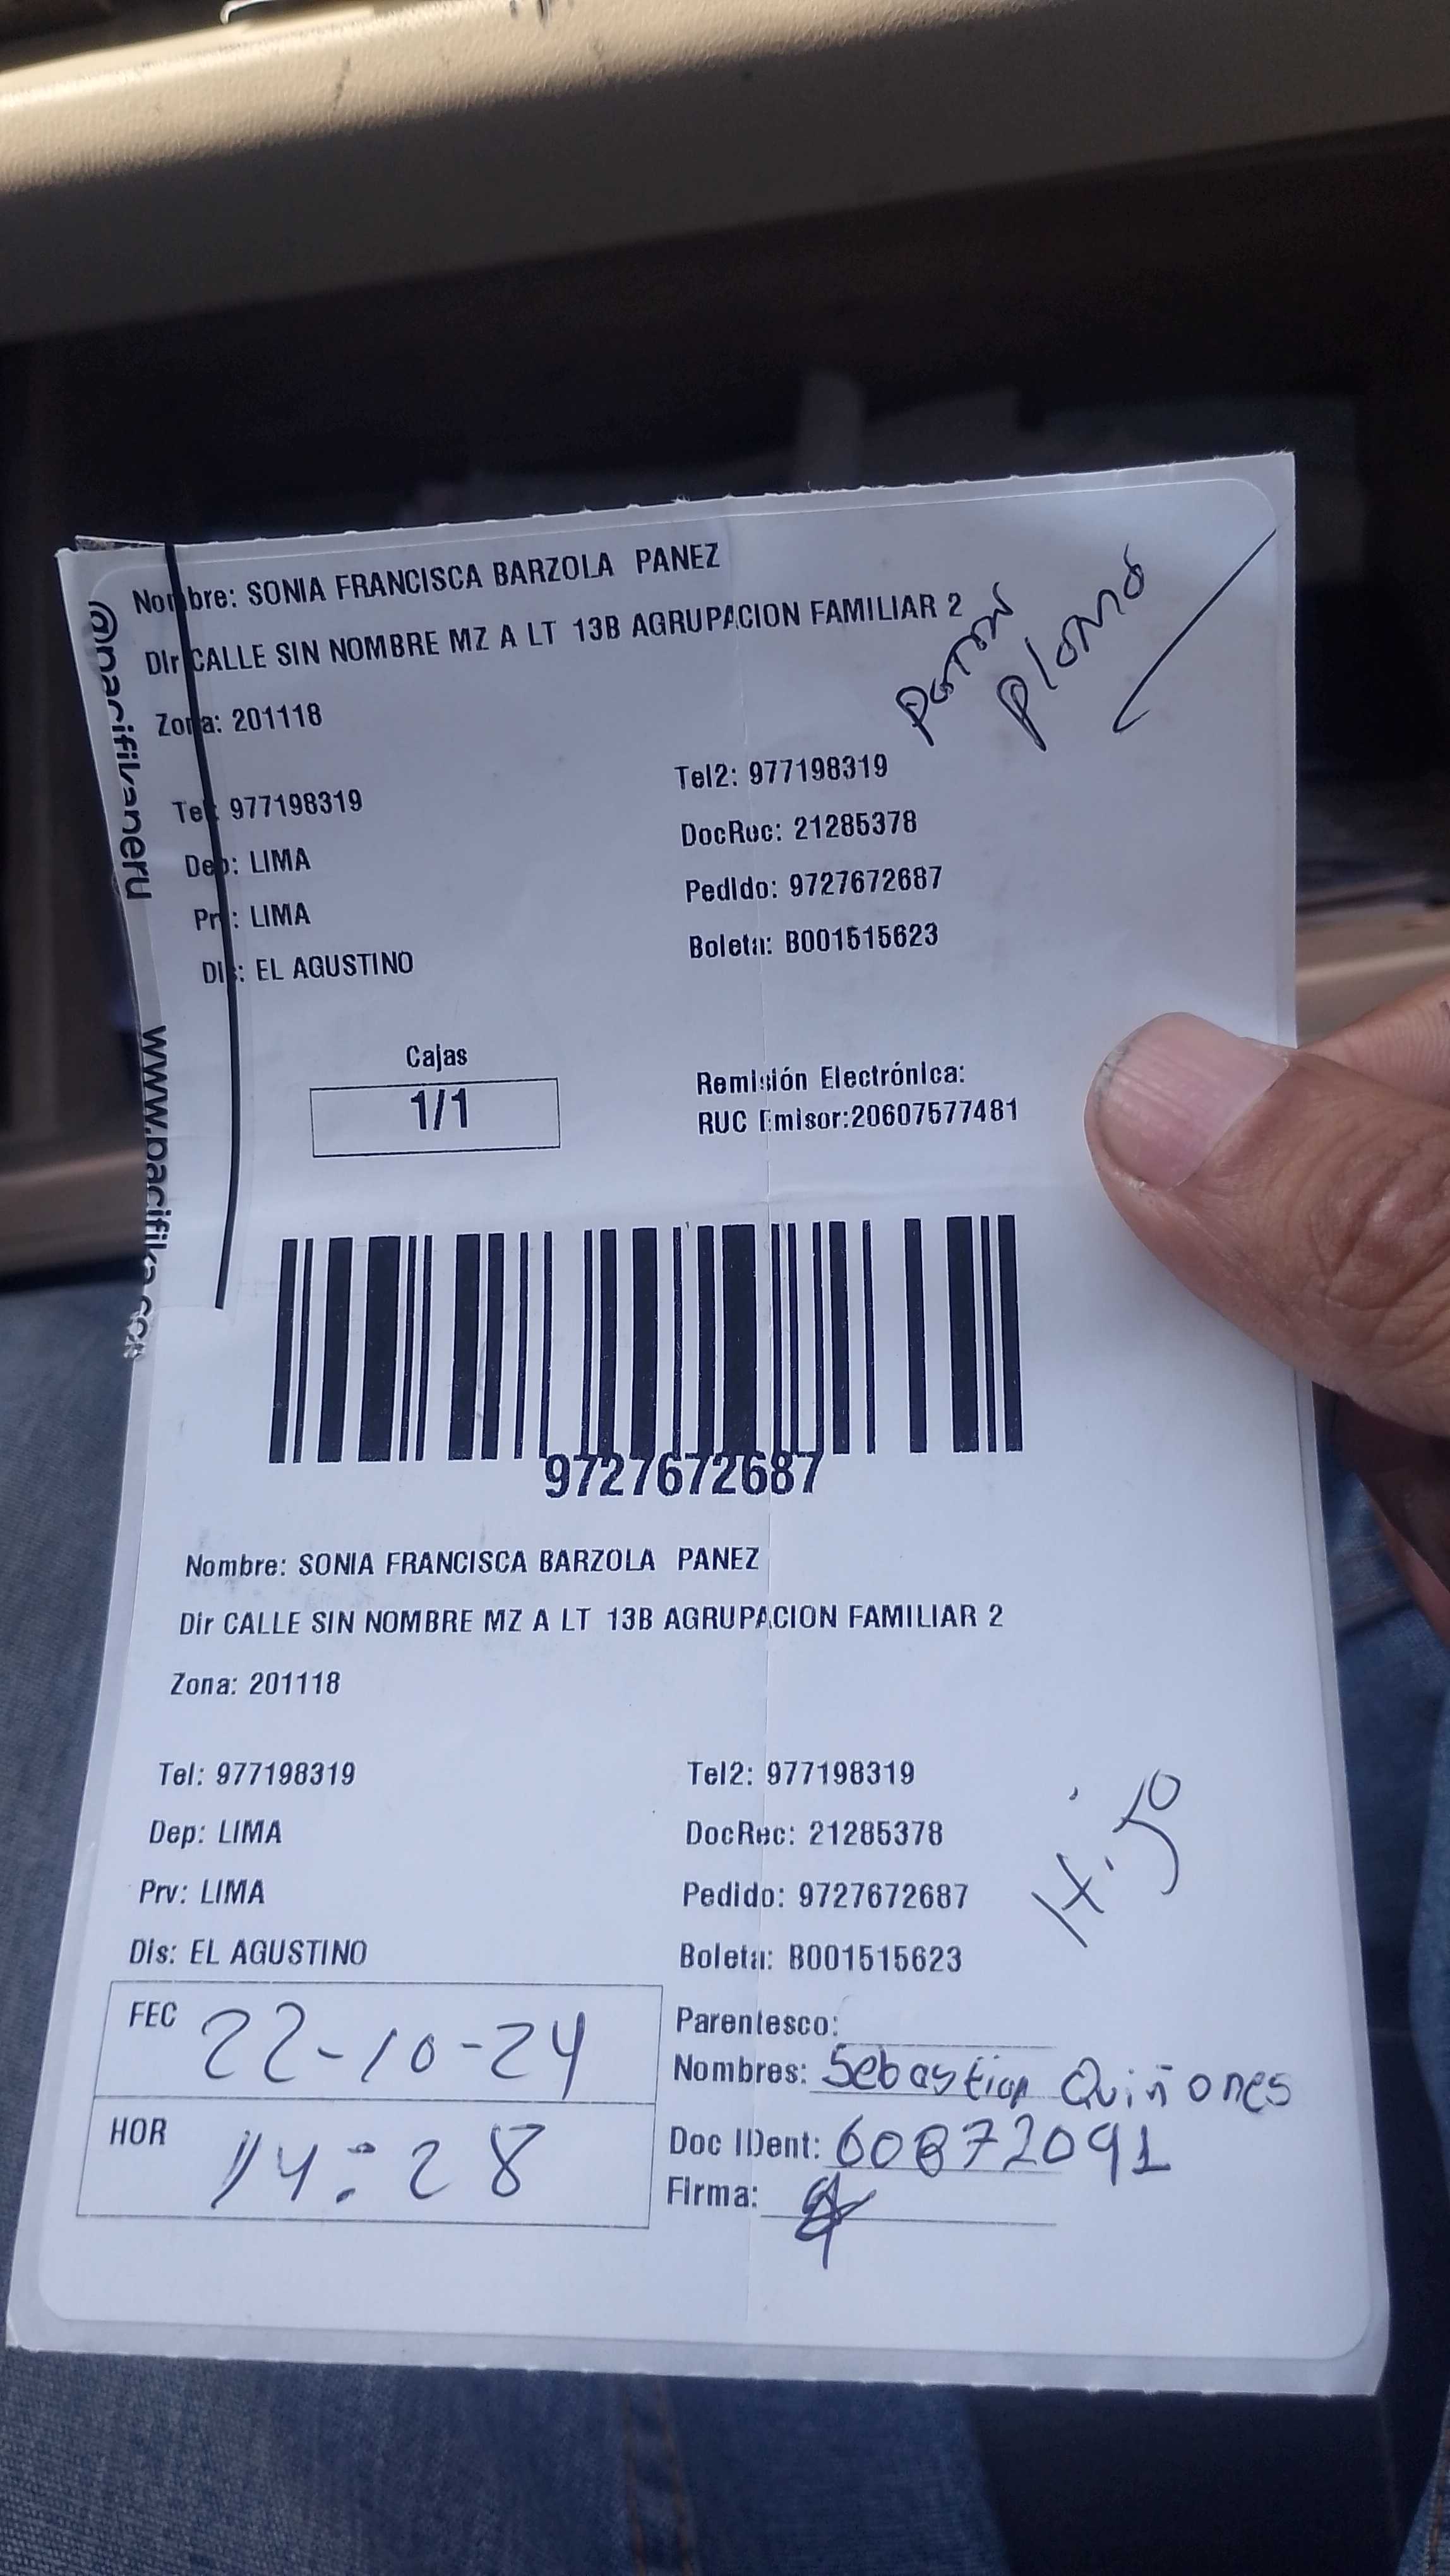 Nombre: SONIA FRANCISCA BARZOLA PANEZ
Dir CALLE SIN NOMBRE MZ A LT 13B AGRUPACION FAMILIAR 2
Zona: 201118
Tel: 977198319
Tel2: 977198319
Dep: LIMA
DocRec: 21285378
Prv: LIMA
Pedido: 9727672687
Dis: EL AGUSTINO
Boleta: B001515623
plomo
@pacifikaperu
www.pacifika.com
Cajas
1/1
Remisión Electrónica:
RUC Emisor:20607577481
9727672687
Nombre: SONIA FRANCISCA BARZOLA PANEZ
Dir CALLE SIN NOMBRE MZ A LT 13B AGRUPACION FAMILIAR 2
Zona: 201118
Tel: 977198319
Tel2: 977198319
Dep: LIMA
DocRec: 21285378
Prv: LIMA
Pedido: 9727672687
Dis: EL AGUSTINO
Boleta: B001515623
FEC 22-10-24
HOR 14:28
Parentesco:
Nombres: Sebastian Quiñones
Doc IDent: 60872091
Firma: